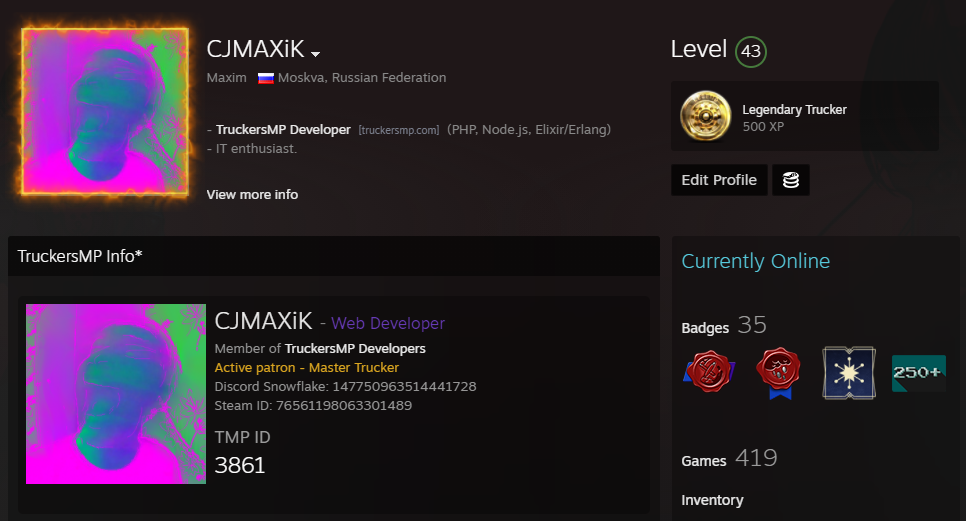 CJMAXiK
Maxim Moskva, Russian Federation
- TruckersMP Developer [truckersmp.com] (PHP, Node.js, Elixir/Erlang)
- IT enthusiast.
View more info
Level 43
Legendary Trucker
500 XP
Edit Profile
TruckersMP Info*
CJMAXiK - Web Developer
Member of TruckersMP Developers
Active patron - Master Trucker
Discord Snowflake: 147750963514441728
Steam ID: 76561198063301489
TMP ID
3861
Currently Online
Badges 35
250+
Games 419
Inventory